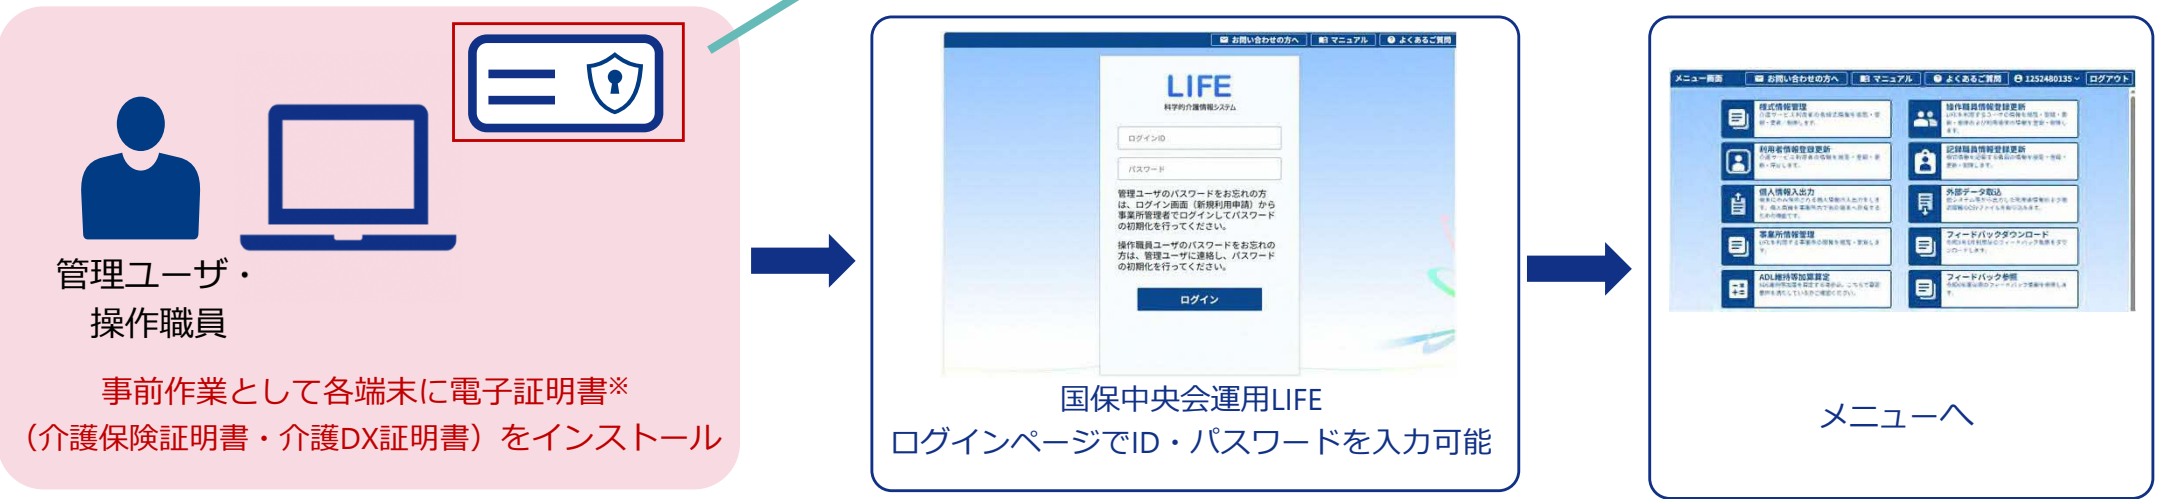 管理ユーザ・
操作職員
事前作業として各端末に電子証明書※
（介護保険証明書・介護DX証明書）をインストール
お問い合わせの方へ
マニュアル
よくあるご質問
LIFE
科学的介護情報システム
ログインID
パスワード
管理ユーザのパスワードをお忘れの方
は、ログイン画面（新規利用申請）から
事業所管理者でログインしてパスワード
の初期化を行ってください。
操作職員ユーザのパスワードをお忘れの
方は、管理ユーザに連絡し、パスワード
の初期化を行ってください。
ログイン
国保中央会運用LIFE
ログインページでID・パスワードを入力可能
メニュー画面
お問い合わせの方へ
マニュアル
よくあるご質問
1252480135
ログアウト
様式情報管理
操作職員情報登録更新
利用者情報登録更新
記録職員情報登録更新
個人情報入出力
外部データ取込
事業所情報管理
フィードバックダウンロード
ADL維持等加算算定
フィードバック参照
メニューへ